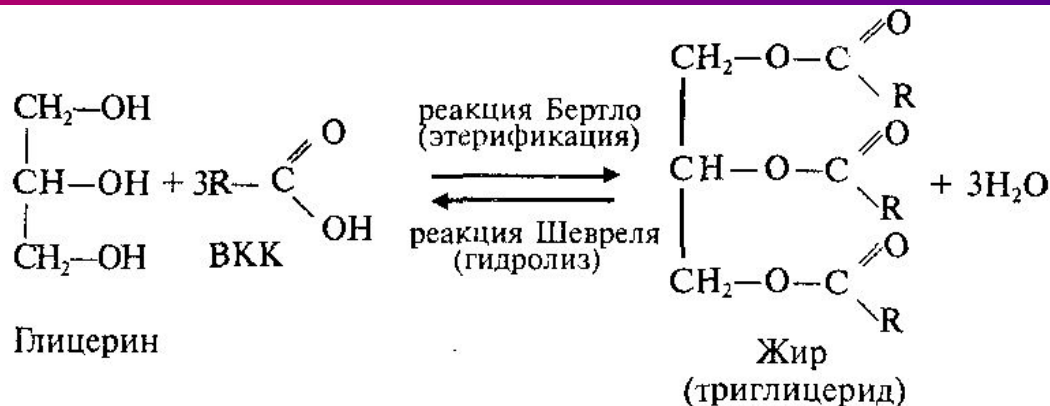 CH₂—OH
CH—OH + 3R—C
O
OH
CH₂—OH
ВКК
Глицерин
реакция Бертло
(этерификация)
реакция Шевреля
(гидролиз)
CH₂—O—C
O
R
CH—O—C
O
R
CH₂—O—C
O
R
+ 3H₂O
Жир
(триглицерид)